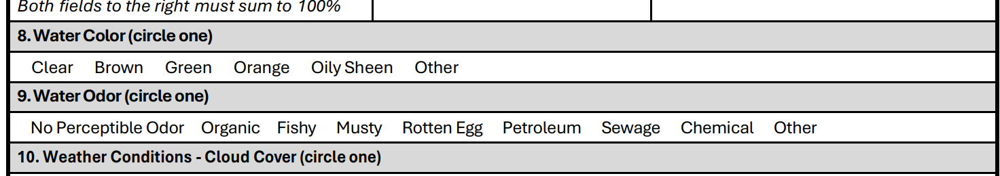 Both fields to the right must sum to 100%
8. Water Color (circle one)
Clear Brown Green Orange Oily Sheen Other
9. Water Odor (circle one)
No Perceptible Odor Organic Fishy Musty Rotten Egg Petroleum Sewage Chemical Other
10. Weather Conditions - Cloud Cover (circle one)